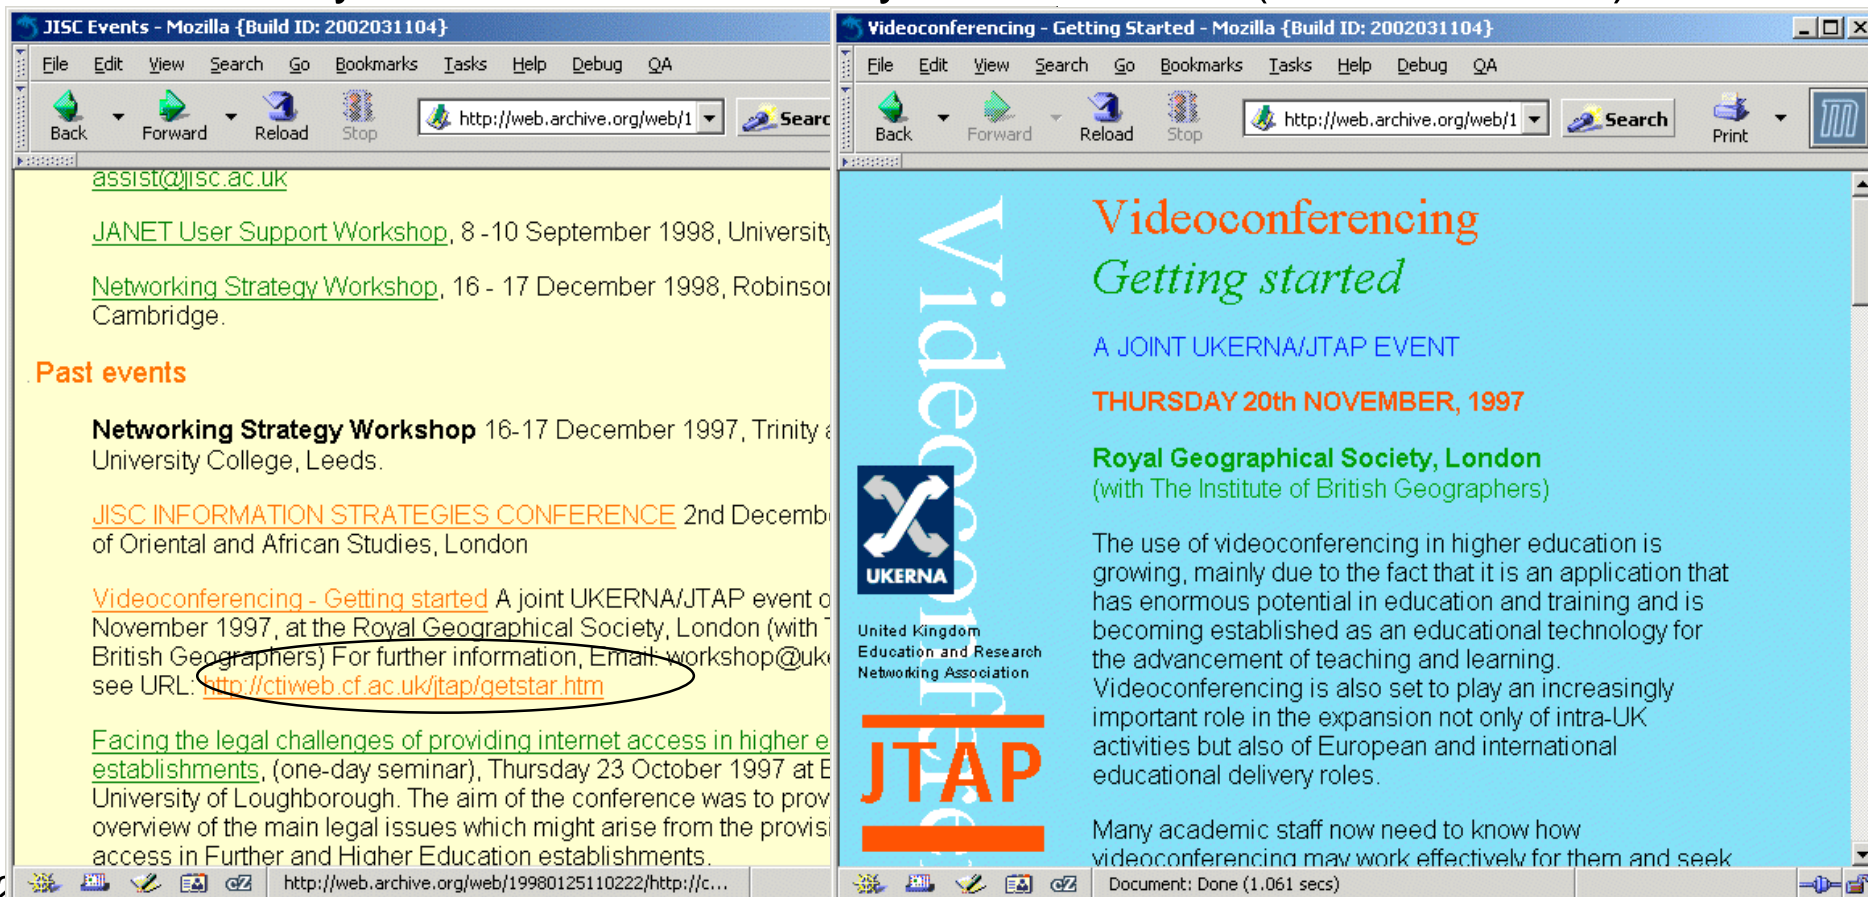 JISC Events - Mozilla {Build ID: 2002031104}
File Edit View Search Go Bookmarks Tasks Help Debug QA
Back Forward Reload Stop http://web.archive.org/web/1
assist@jisc.ac.uk
JANET User Support Workshop, 8 -10 September 1998, University
Networking Strategy Workshop, 16 - 17 December 1998,
Cambridge.
Past events
Networking Strategy Workshop 16-17 December 1997, Trinity
University College, Leeds.
JISC INFORMATION STRATEGIES CONFERENCE 2nd
of Oriental and African Studies, London
Videoconferencing - Getting started A joint UKERNA/JTAP event
November 1997, at the Royal Geographical Society, London (with
British Geographers) For further information, Email:
see URL: http://ctiweb.cf.ac.uk/jtap/getstar.htm
Facing the legal challenges of providing internet access in higher
establishments, (one-day seminar), Thursday 23 October 1997 at
University of Loughborough. The aim of the conference was to
overview of the main legal issues which might arise from the
access in Further and Higher Education establishments.
http://web.archive.org/web/19980125110222/http://c...
Videoconferencing - Getting Started - Mozilla {Build ID: 2002031104}
File Edit View Search Go Bookmarks Tasks Help Debug QA
Back Forward Reload Stop http://web.archive.org/web/1 Search Print
Videoconferencing
Getting started
A JOINT UKERNA/JTAP EVENT
THURSDAY 20th NOVEMBER, 1997
Royal Geographical Society, London
(with The Institute of British Geographers)
UKERNA
United Kingdom
Education and Research
Networking Association
JTAP
The use of videoconferencing in higher education is
growing, mainly due to the fact that it is an application that
has enormous potential in education and training and is
becoming established as an educational technology for
the advancement of teaching and learning.
Videoconferencing is also set to play an increasingly
important role in the expansion not only of intra-UK
activities but also of European and international
educational delivery roles.
Many academic staff now need to know how
videoconferencing may work effectively for them and seek
Document: Done (1.061 secs)